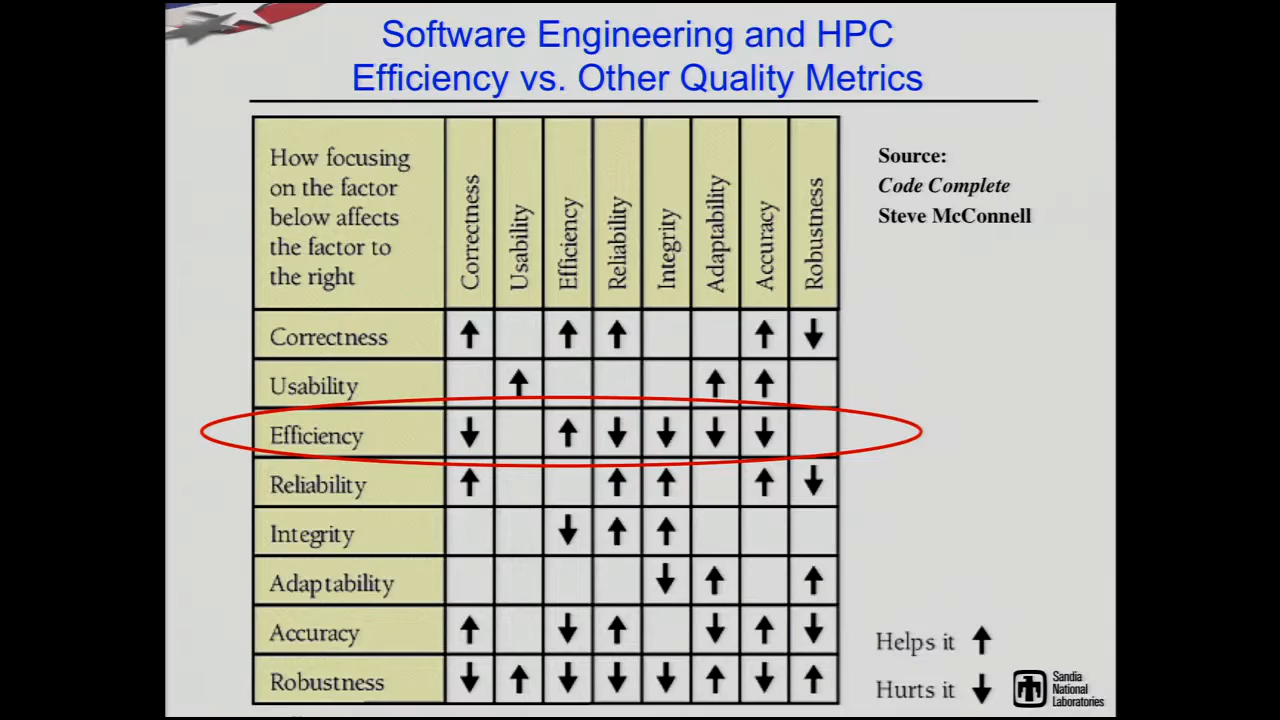 Software Engineering and HPC
Efficiency vs. Other Quality Metrics
How focusing
on the factor
below affects
the factor to
the right
Correctness
Usability
Efficiency
Reliability
Integrity
Adaptability
Accuracy
Robustness
Source:
Code Complete
Steve McConnell
Correctness ↑ ↑ ↑ ↑ ↓
Usability ↑ ↑ ↑
Efficiency ↓ ↑ ↓ ↓ ↓ ↓
Reliability ↑ ↑ ↑ ↑ ↓
Integrity ↓ ↑ ↑
Adaptability ↓ ↑ ↑
Accuracy ↑ ↓ ↑ ↓ ↑ ↓
Robustness ↓ ↑ ↓ ↓ ↓ ↑ ↓ ↑
Helps it ↑
Hurts it ↓
Sandia
National
Laboratories